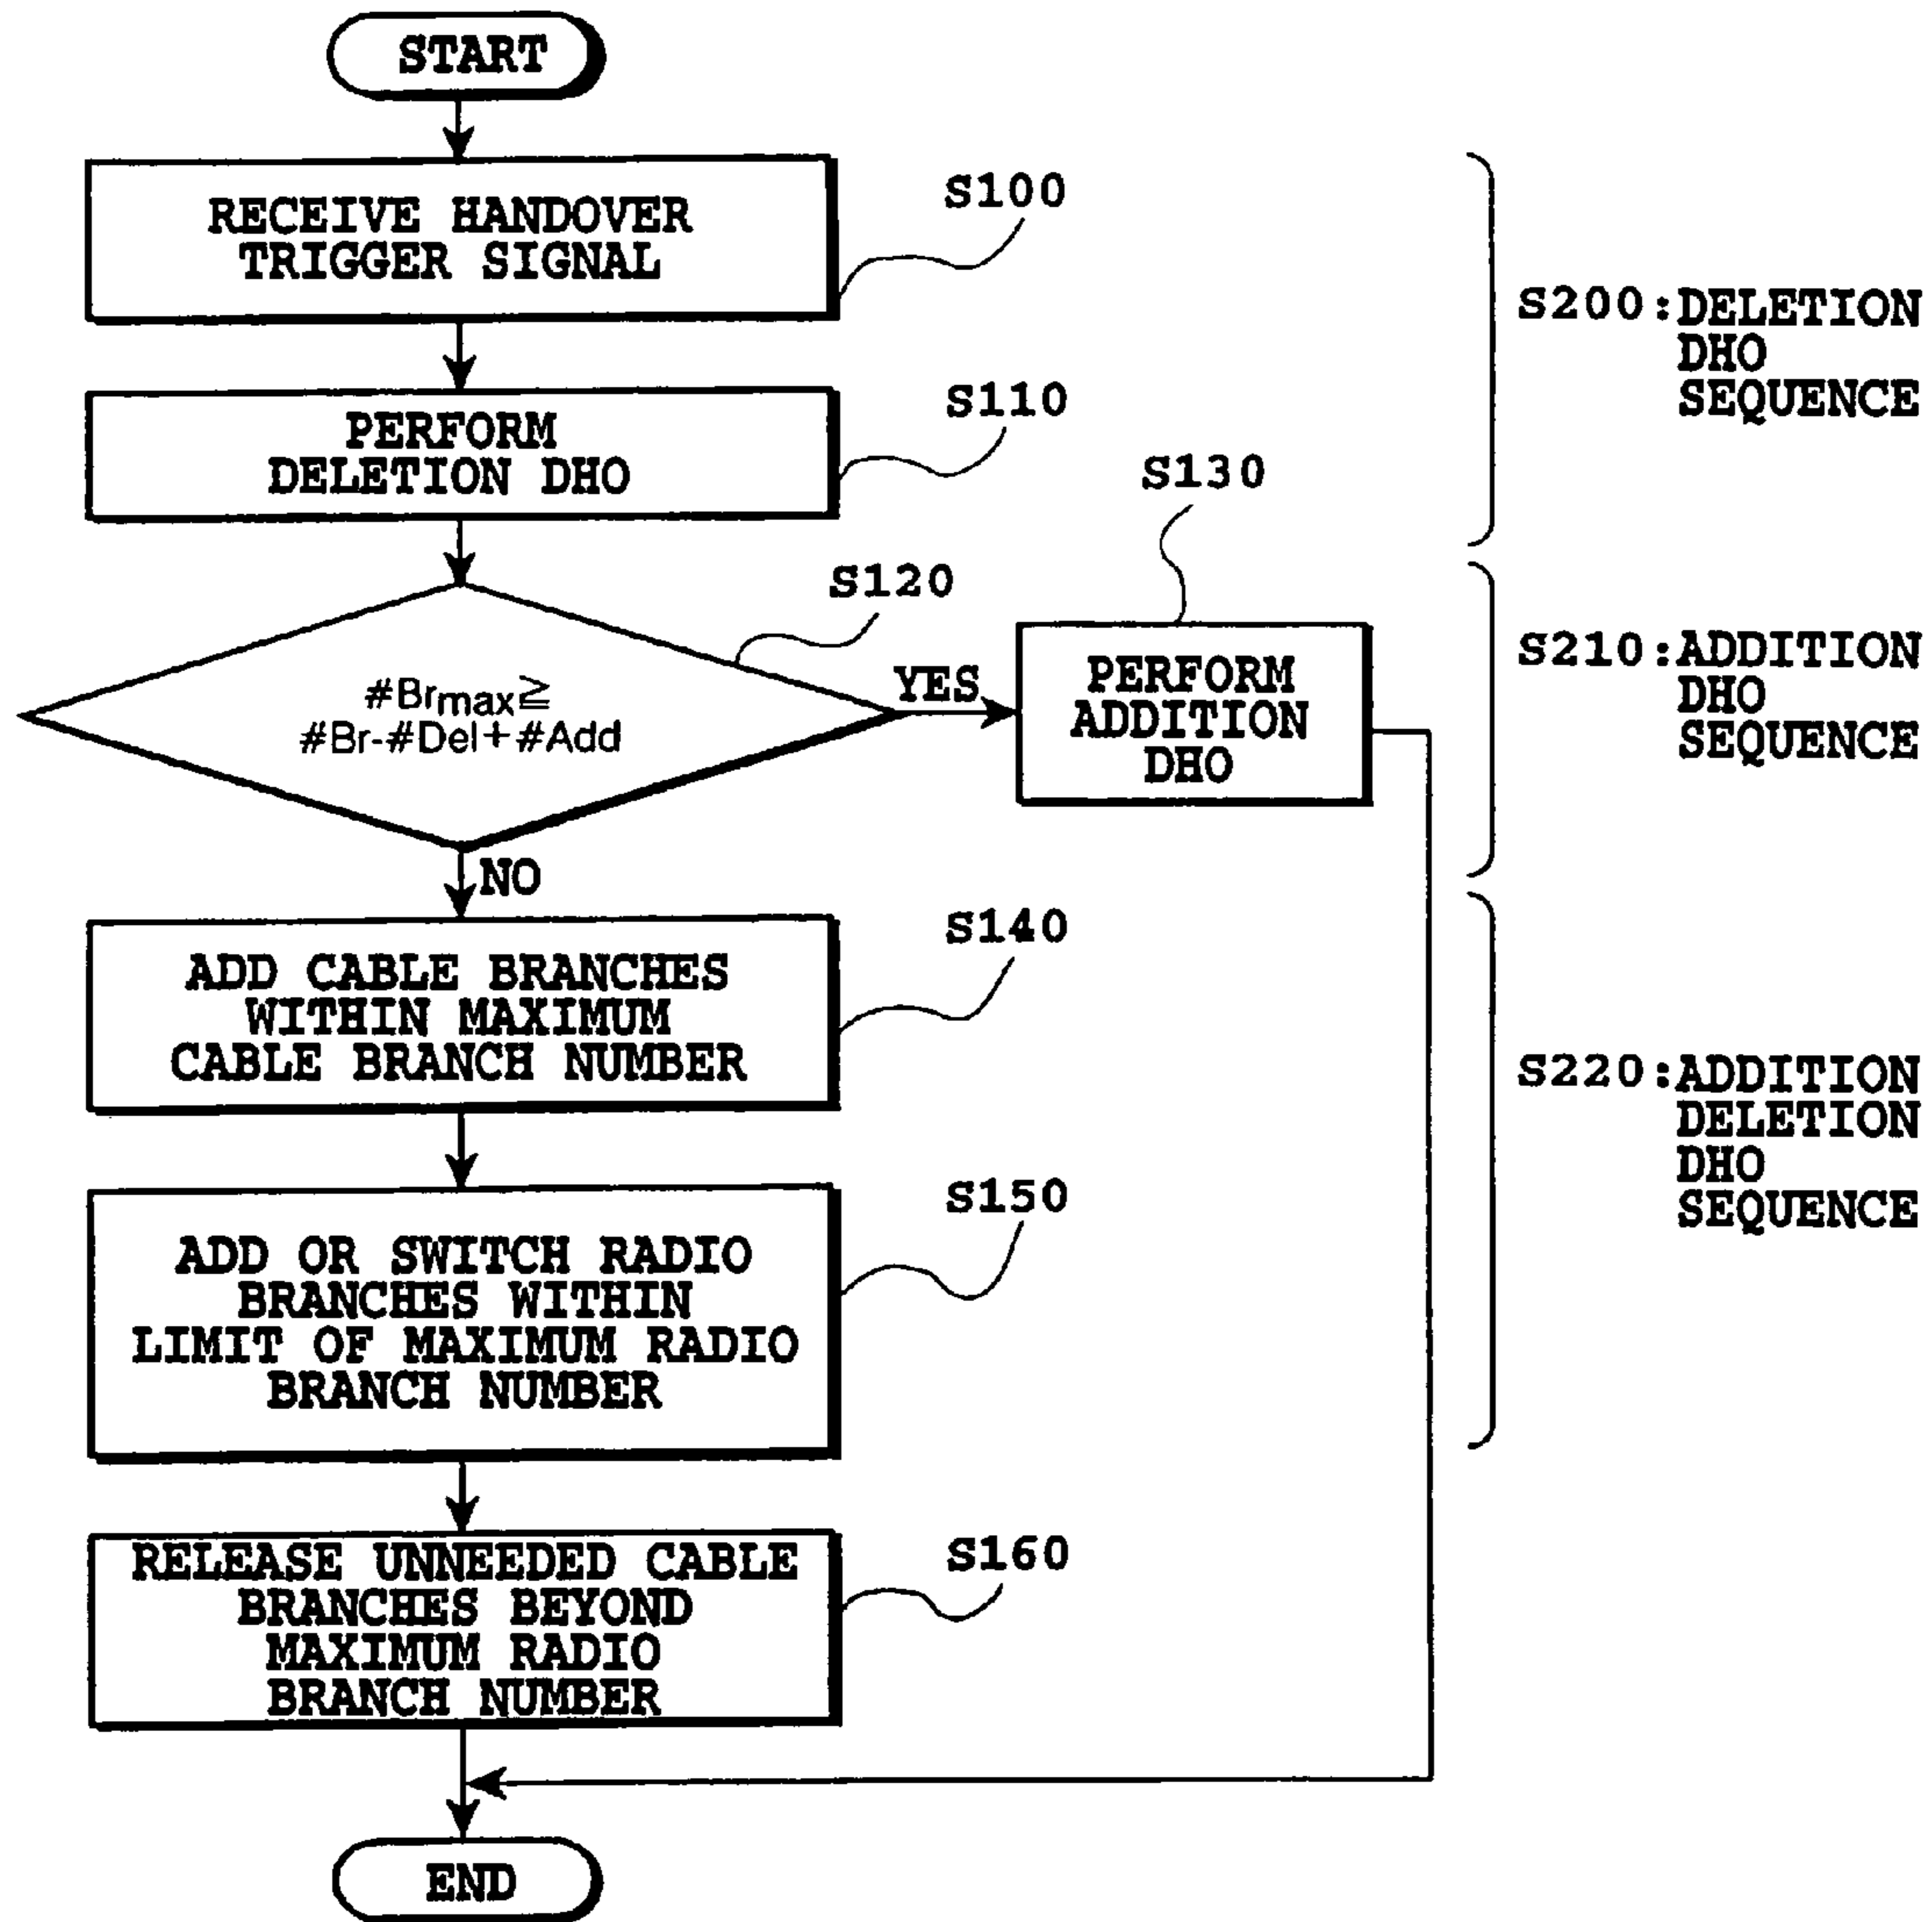 START
RECEIVE HANDOVER
TRIGGER SIGNAL
S100
S200:DELETION
DHO
SEQUENCE
PERFORM
DELETION DHO
S110
S120
#Brmax≧
#Br-#Del+#Add
YES
S130
PERFORM
ADDITION
DHO
S210:ADDITION
DHO
SEQUENCE
NO
ADD CABLE BRANCHES
WITHIN MAXIMUM
CABLE BRANCH NUMBER
S140
S220:ADDITION
DELETION
DHO
SEQUENCE
ADD OR SWITCH RADIO
BRANCHES WITHIN
LIMIT OF MAXIMUM RADIO
BRANCH NUMBER
S150
RELEASE UNNEEDED CABLE
BRANCHES BEYOND
MAXIMUM RADIO
BRANCH NUMBER
S160
END